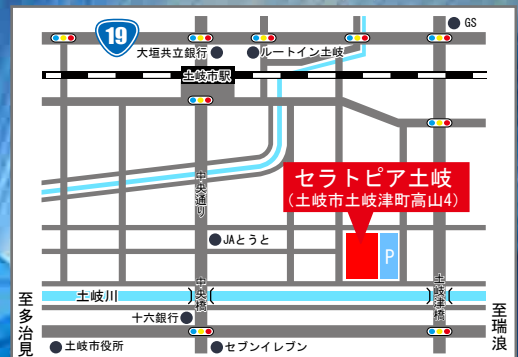 GS
19
大垣共立銀行
ルートイン土岐
土岐市駅
中央通り
セラトピア土岐
(土岐市土岐津町高山4)
JAとうと
P
土岐川
中央橋
土岐津橋
至多治見
至瑞浪
十六銀行
土岐市役所
セブンイレブン